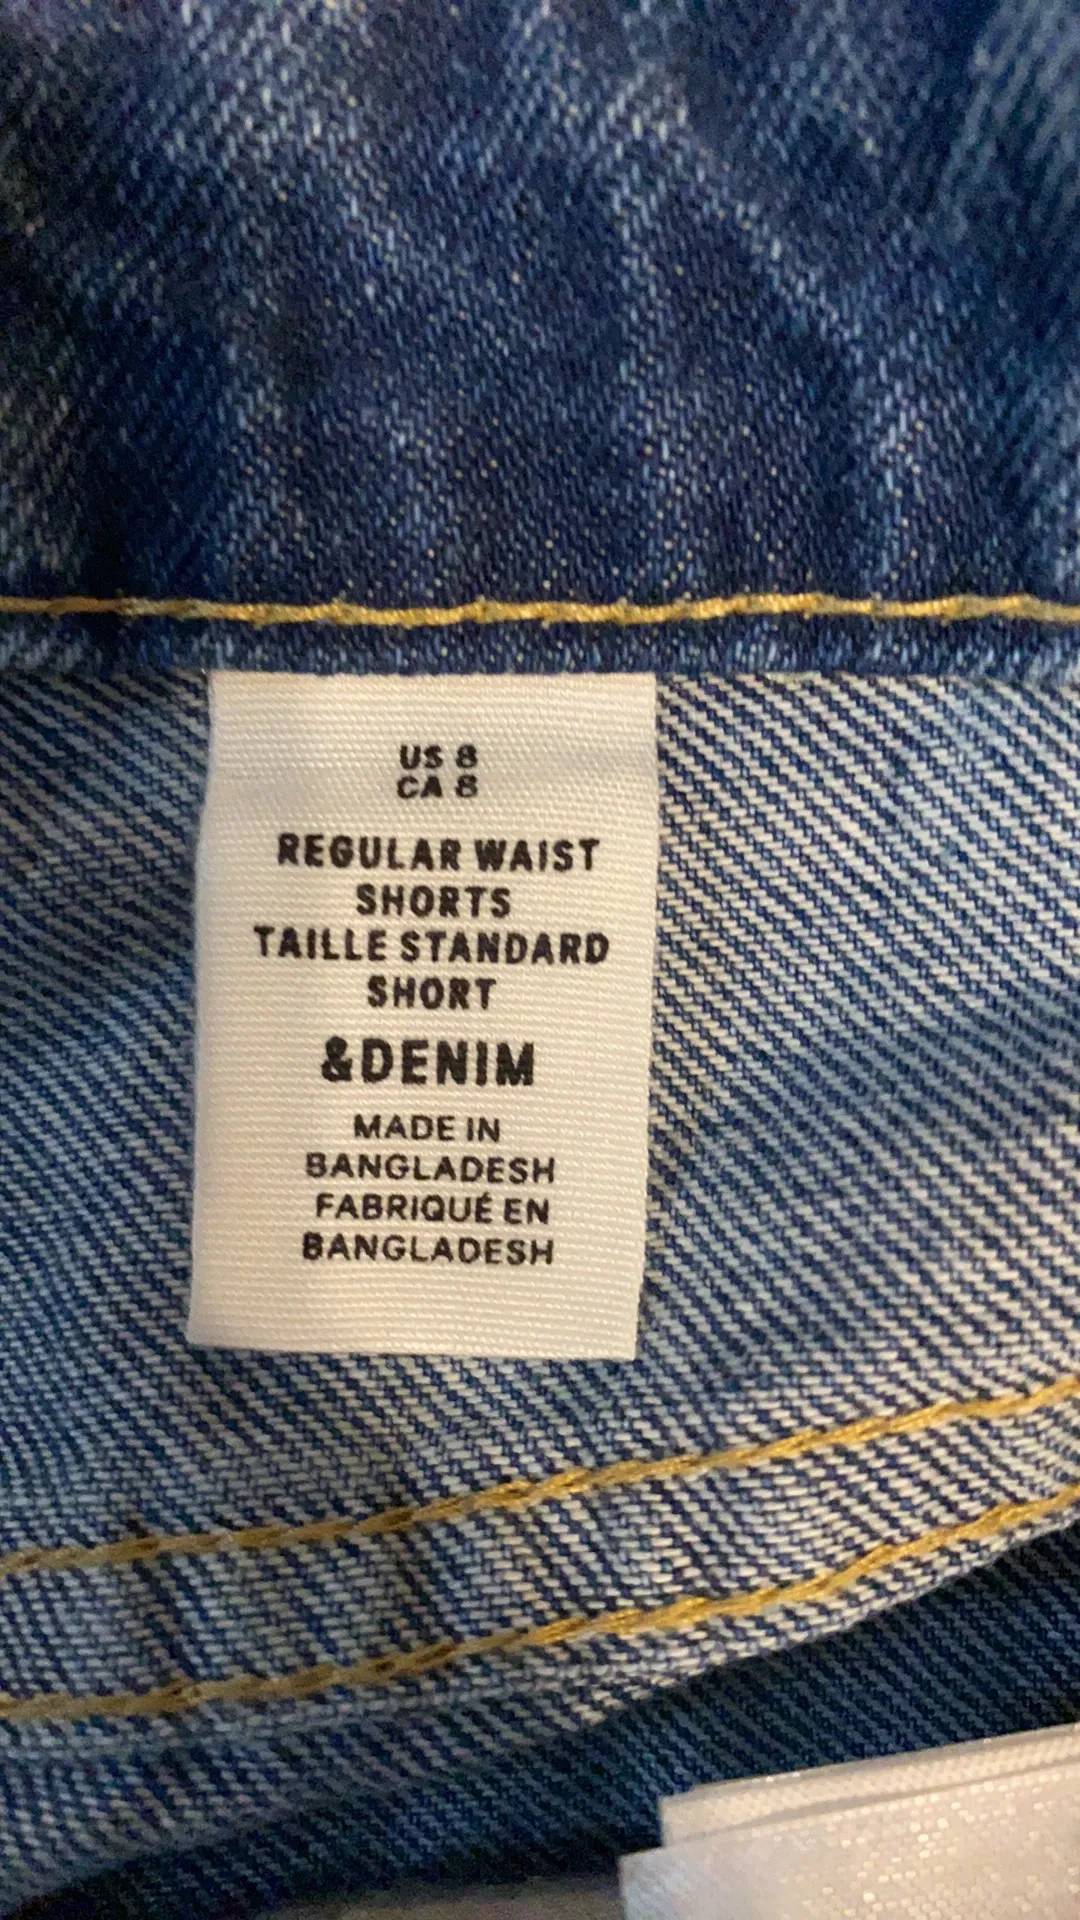 US 8
CA 8
REGULAR WAIST
SHORTS
TAILLE STANDARD
SHORT
&DENIM
MADE IN
BANGLADESH
FABRIQUÉ EN
BANGLADESH